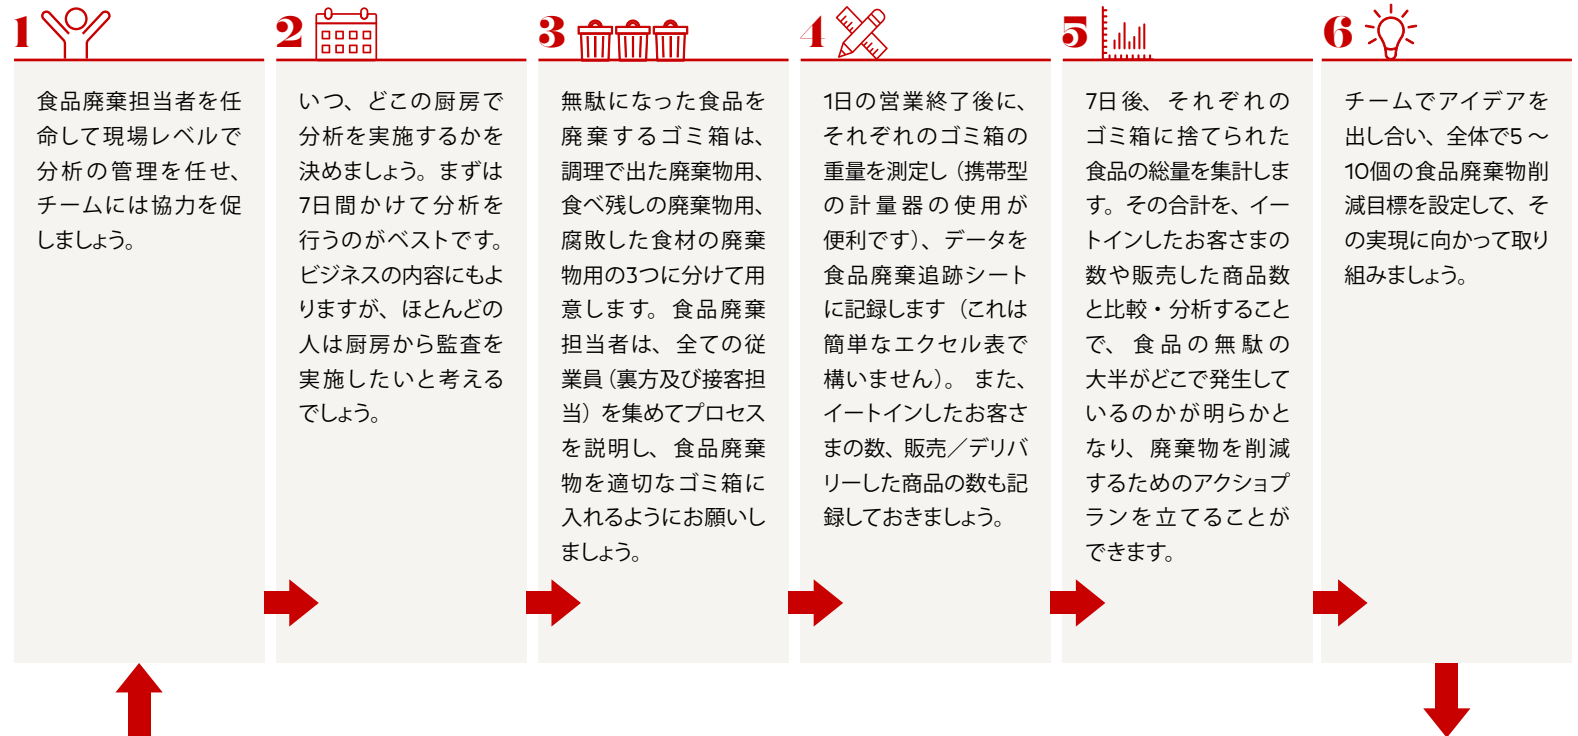 1
食品廃棄担当者を任
命して現場レベルで
分析の管理を任せ、
チームには協力を促
しましょう。
2
いつ、どこの厨房で
分析を実施するかを
決めましょう。まずは
7日間かけて分析を
行うのがベストです。
ビジネスの内容にもよ
りますが、ほとんどの
人は厨房から監査を
実施したいと考える
でしょう。
3
無駄になった食品を
廃棄するゴミ箱は、
調理で出た廃棄物用、
食べ残しの廃棄物用、
腐敗した食材の廃棄
物用の3つに分けて用
意します。食品廃棄
担当者は、全ての従
業員（裏方及び接客担
当）を集めてプロセス
を説明し、食品廃棄
物を適切なゴミ箱に
入れるようにお願いし
ましょう。
4
1日の営業終了後に、
それぞれのゴミ箱の
重量を測定し（携帯型
の計量器の使用が
便利です）、データを
食品廃棄追跡シート
に記録します（これは
簡単なエクセル表で
構いません）。また、
イートインしたお客さ
まの数、販売／デリバ
リーした商品の数も記
録しておきましょう。
5
7日後、それぞれの
ゴミ箱に捨てられた
食品の総量を集計しま
す。その合計を、イー
トインしたお客さまの
数や販売した商品数
と比較・分析すること
で、食品の無駄の
大半がどこで発生して
いるのかが明らかと
なり、廃棄物を削減
するためのアクショプ
ランを立てることが
できます。
6
チームでアイデアを
出し合い、全体で5～
10個の食品廃棄物削
減目標を設定して、そ
の実現に向かって取り
組みましょう。